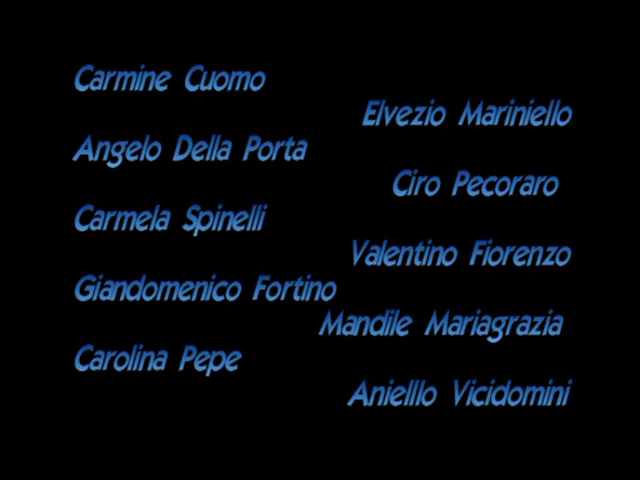 Carmine Cuomo
Elvezio Mariniello
Angelo Della Porta
Ciro Pecoraro
Carmela Spinelli
Valentino Fiorenzo
Giandomenico Fortino
Mandile Mariagrazia
Carolina Pepe
Anielllo Vicidomini